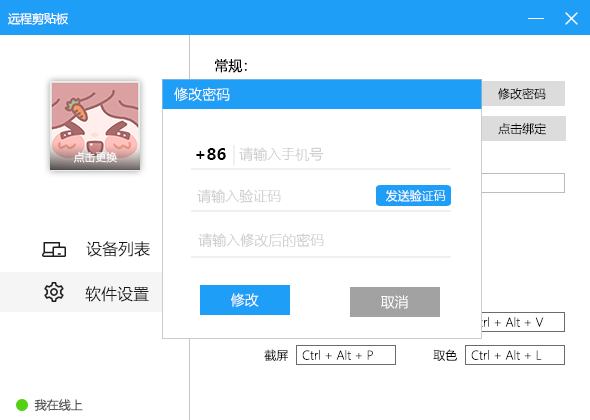 远程剪贴板
常规：
修改密码
修改密码
点击绑定
+86 请输入手机号
点击更换
请输入验证码 发送验证码
请输入修改后的密码
设备列表
软件设置
修改 取消
Ctrl + Alt + V
截屏 Ctrl + Alt + P 取色 Ctrl + Alt + L
我在线上